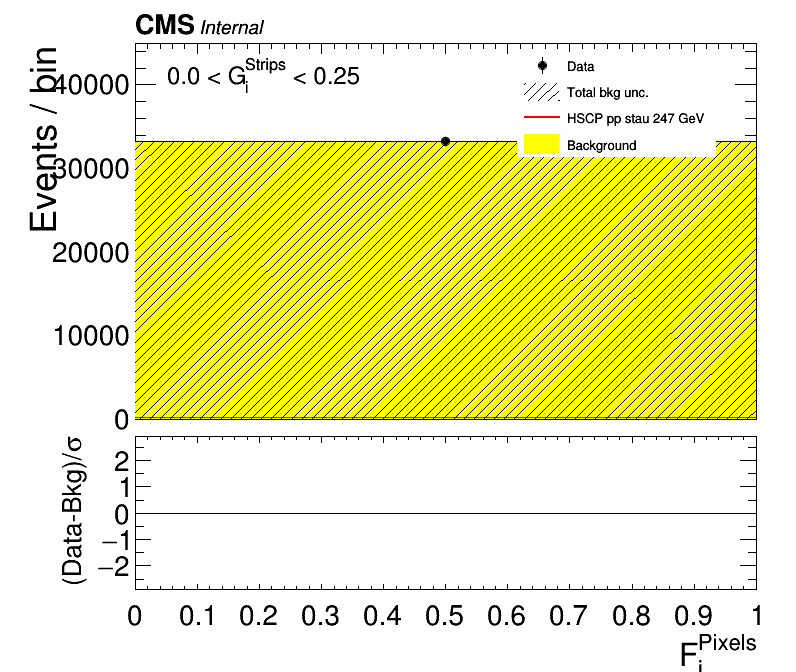 CMS Internal
0.0 < G_i^Strips < 0.25
Data
Total bkg unc.
HSCP pp stau 247 GeV
Background
Events / bin
40000
30000
20000
10000
0
(Data-Bkg)/σ
2
1
0
−1
−2
0 0.1 0.2 0.3 0.4 0.5 0.6 0.7 0.8 0.9 1
F_i^Pixels